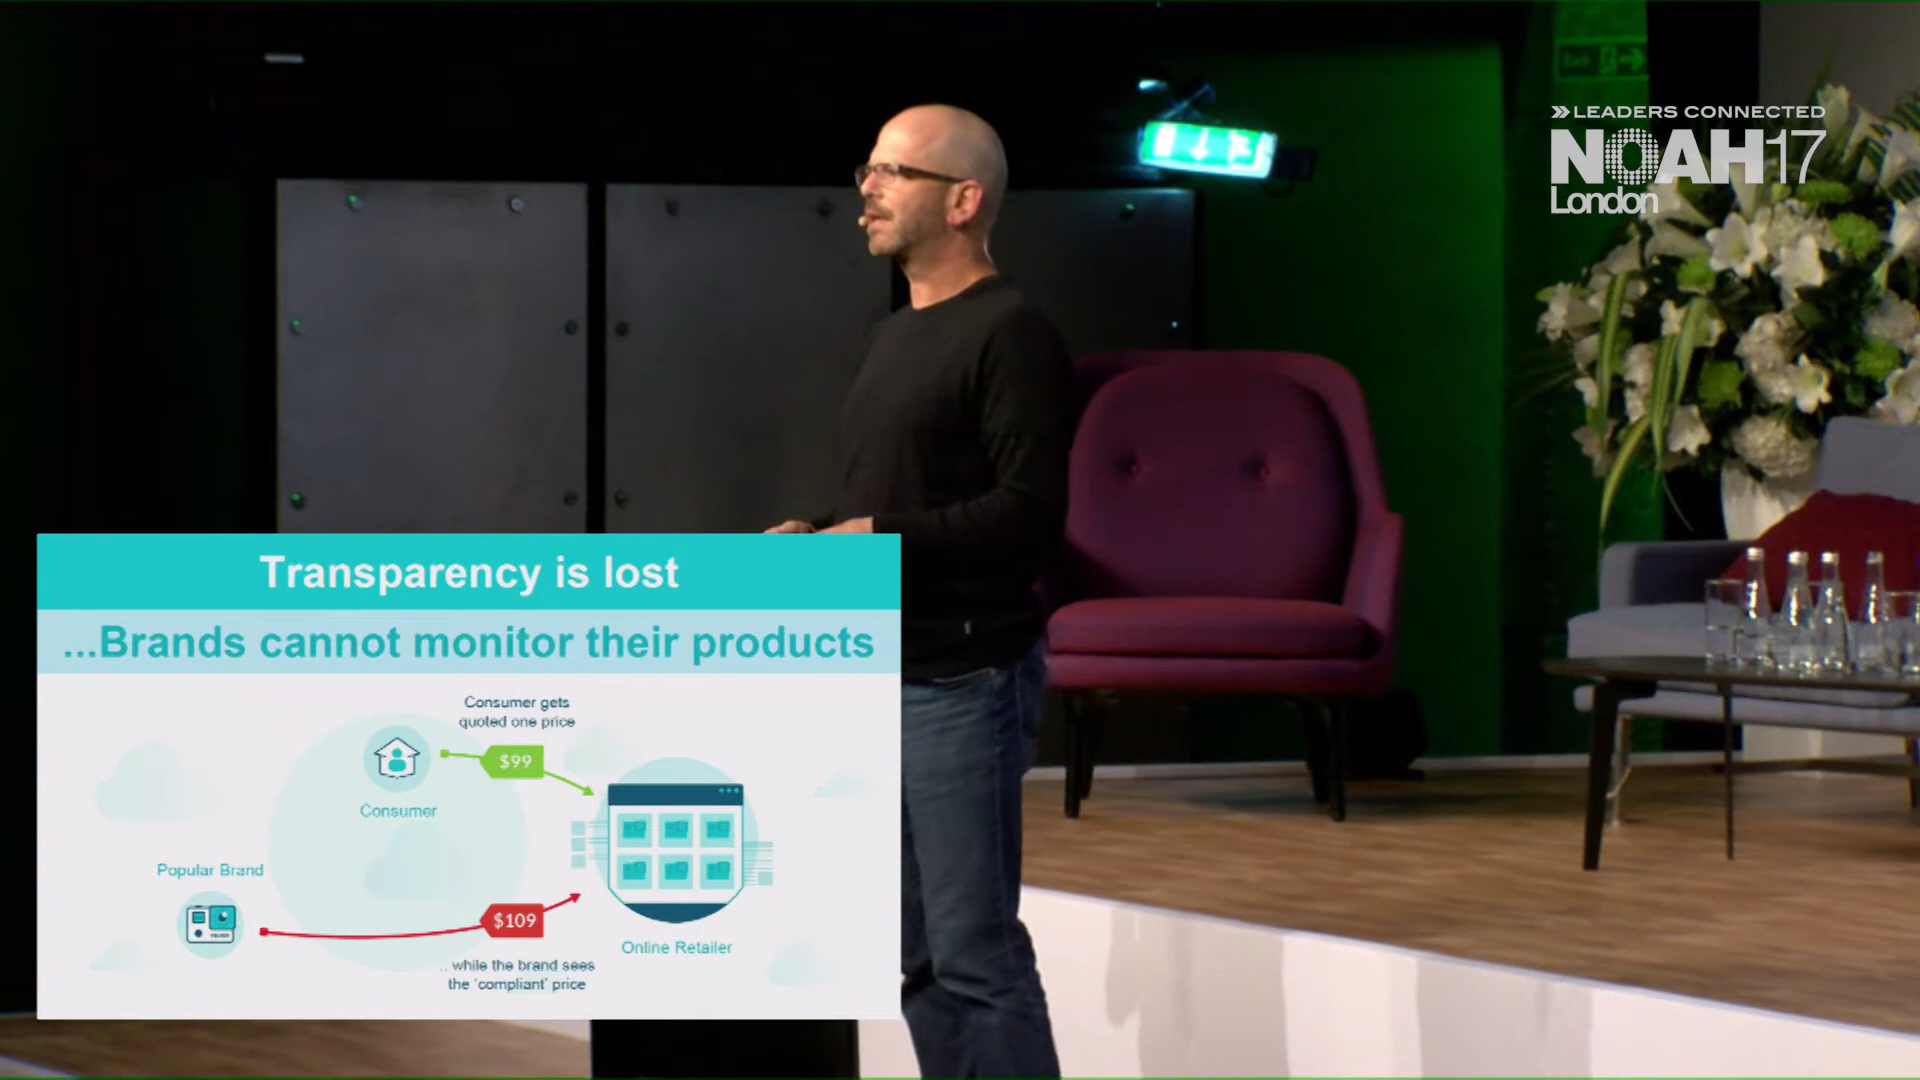 LEADERS CONNECTED
NOAH17
London
Transparency is lost
...Brands cannot monitor their products
Consumer gets
quoted one price
$99
Consumer
Popular Brand
$109
Online Retailer
.. while the brand sees
the 'compliant' price